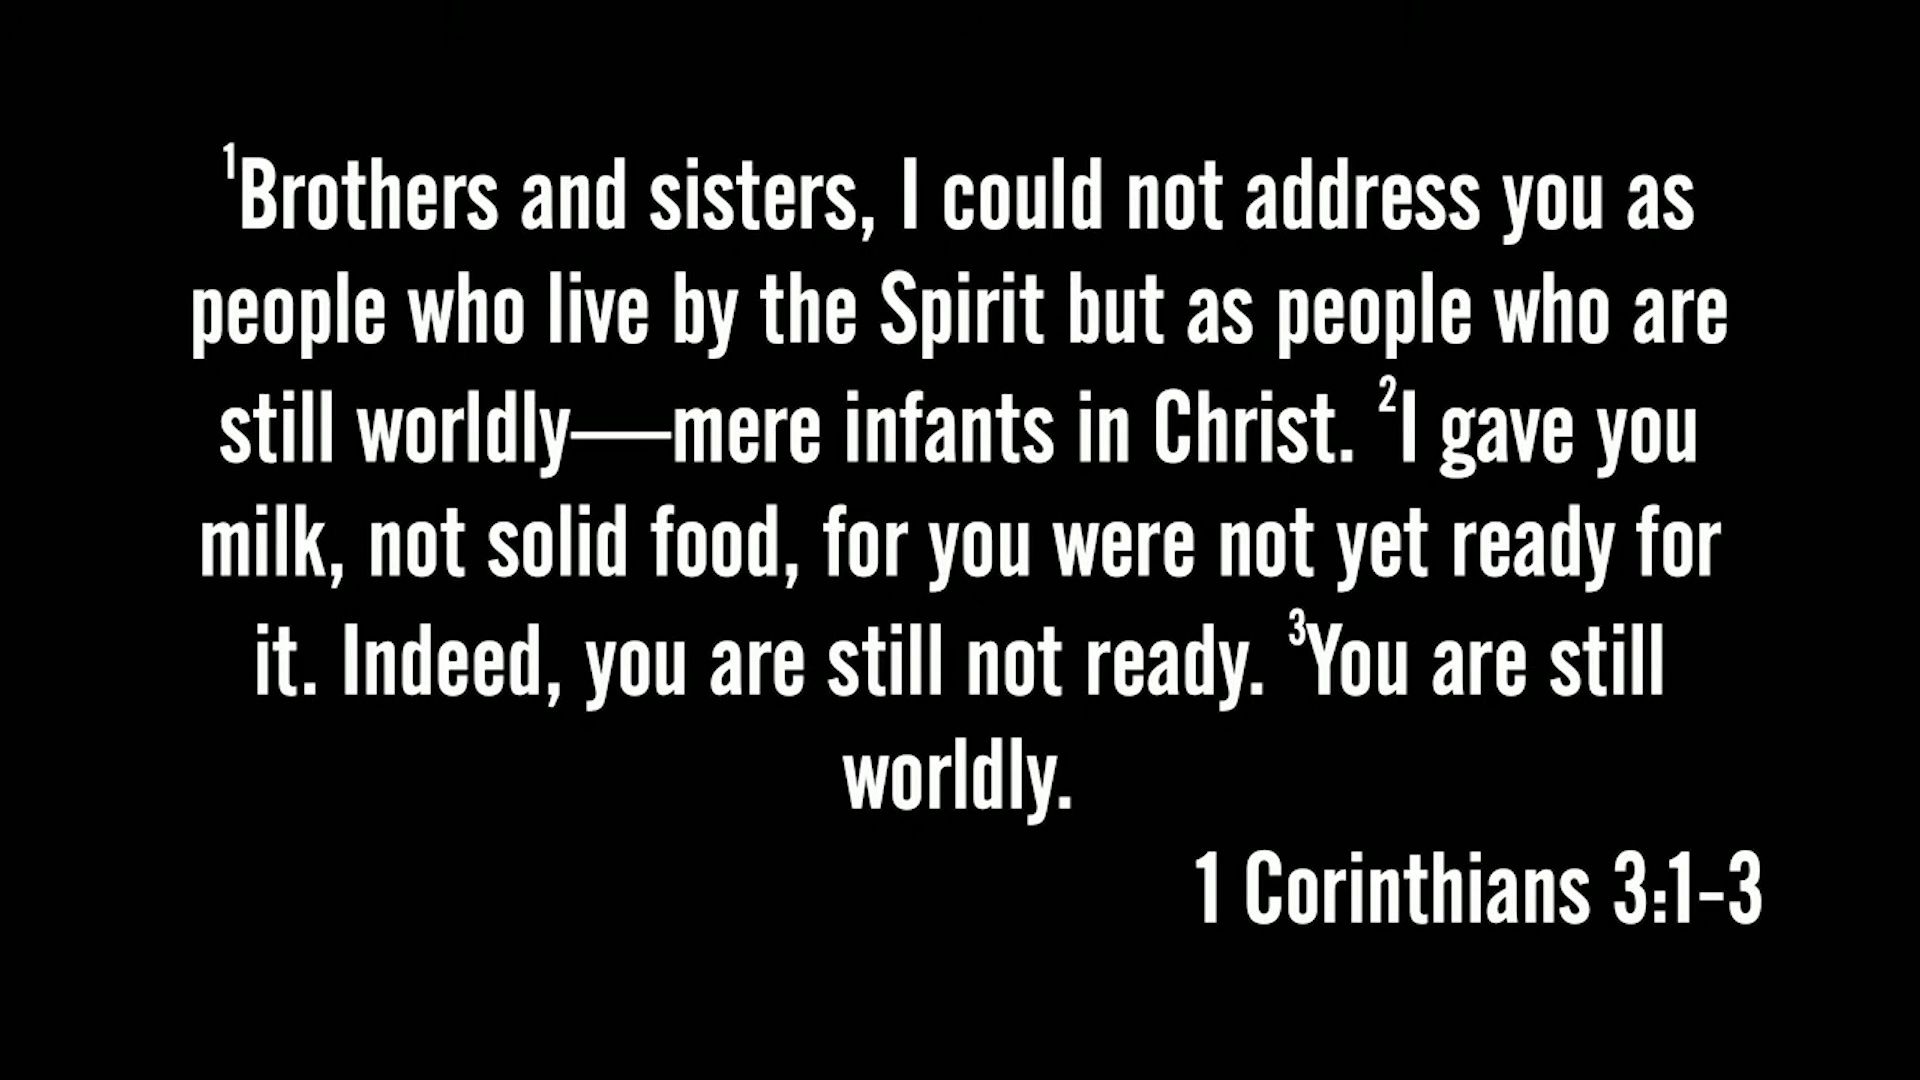 ¹Brothers and sisters, I could not address you as
people who live by the Spirit but as people who are
still worldly—mere infants in Christ. ²I gave you
milk, not solid food, for you were not yet ready for
it. Indeed, you are still not ready. ³You are still
worldly.
1 Corinthians 3:1-3